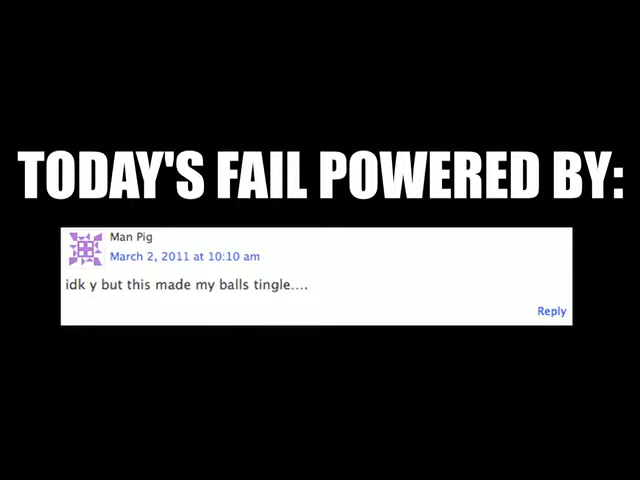 TODAY'S FAIL POWERED BY:
Man Pig
March 2, 2011 at 10:10 am
idk y but this made my balls tingle....
Reply